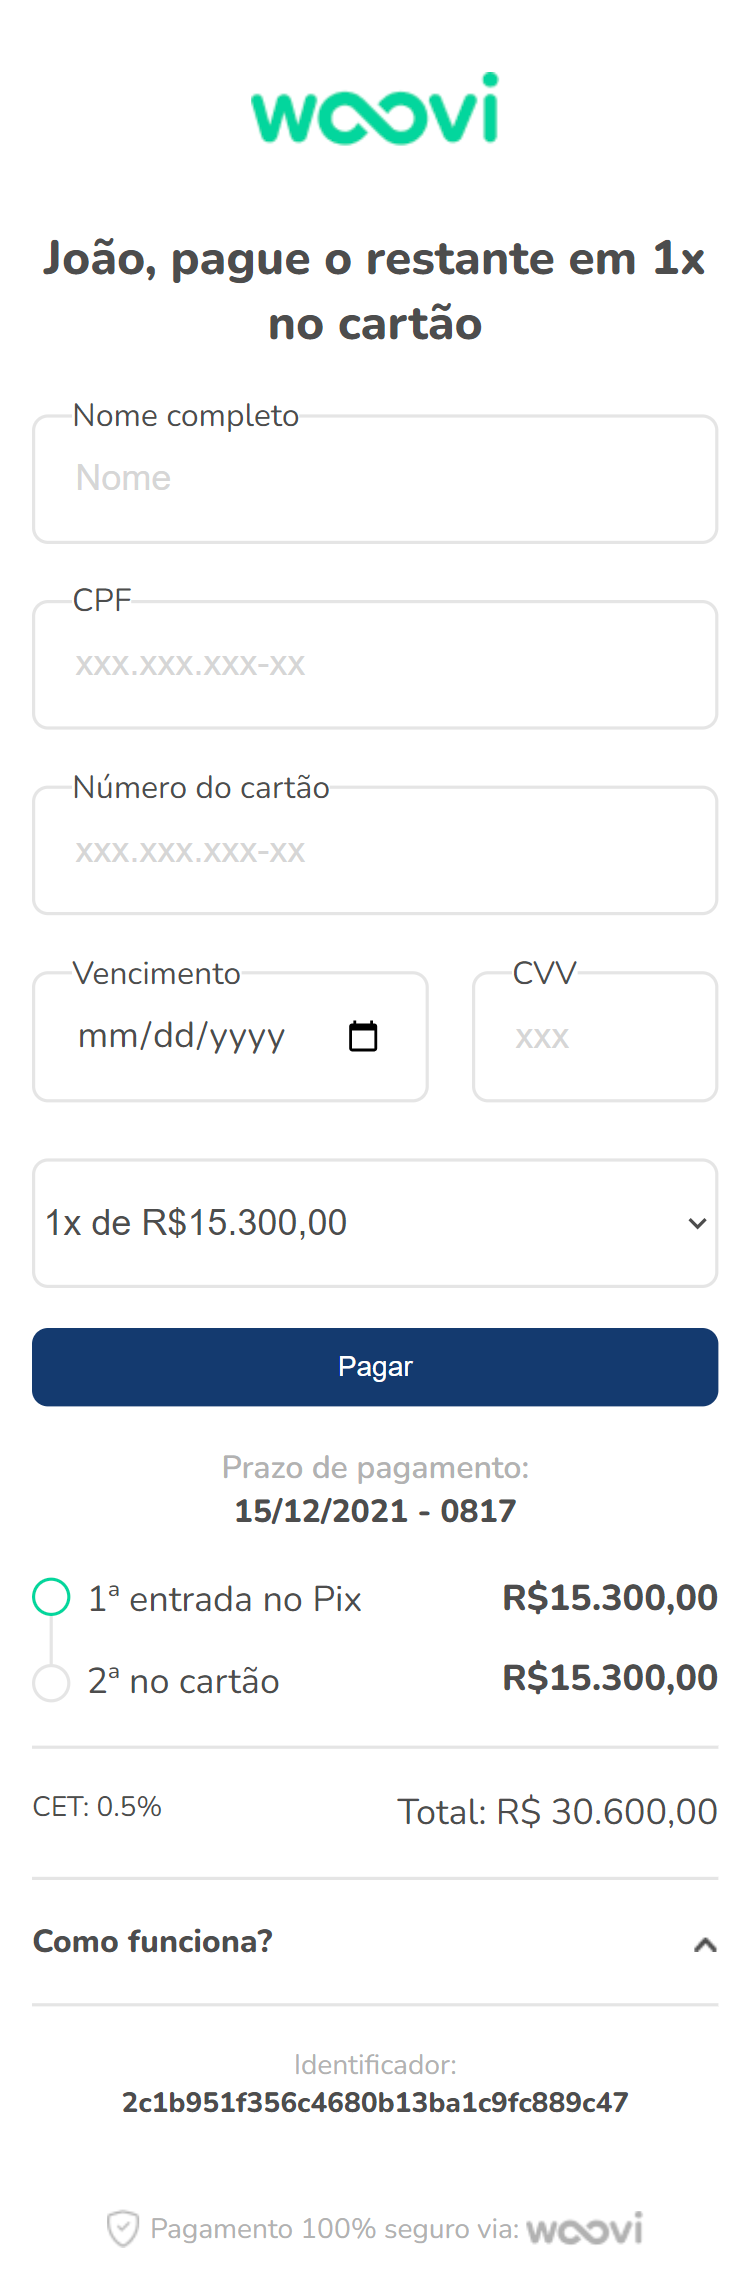 woovi
João, pague o restante em 1x
no cartão
Nome completo
Nome
CPF
xxx.xxx.xxx-xx
Número do cartão
xxx.xxx.xxx-xx
Vencimento
mm/dd/yyyy
CVV
xxx
1x de R$15.300,00
Pagar
Prazo de pagamento:
15/12/2021 - 0817
1ª entrada no Pix R$15.300,00
2ª no cartão R$15.300,00
CET: 0.5% Total: R$ 30.600,00
Como funciona?
Identificador:
2c1b951f356c4680b13ba1c9fc889c47
Pagamento 100% seguro via: woovi